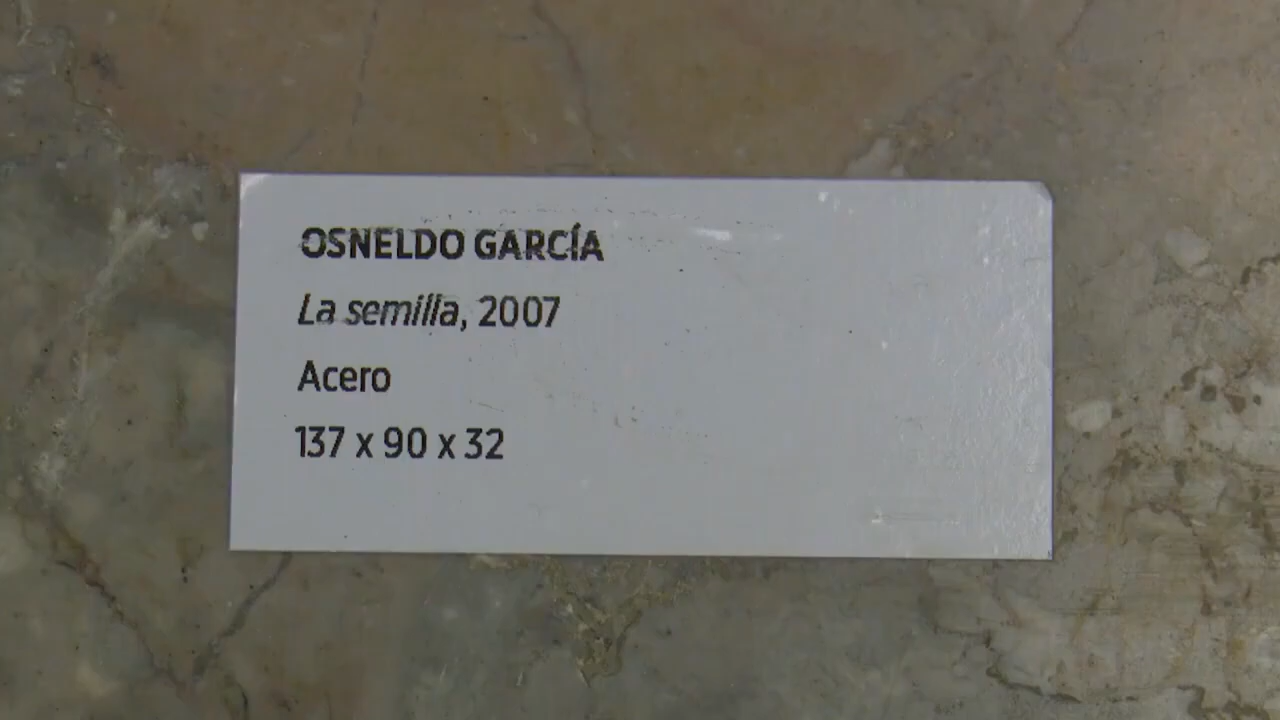 OSNELDO GARCÍA
La semilla, 2007
Acero
137 x 90 x 32